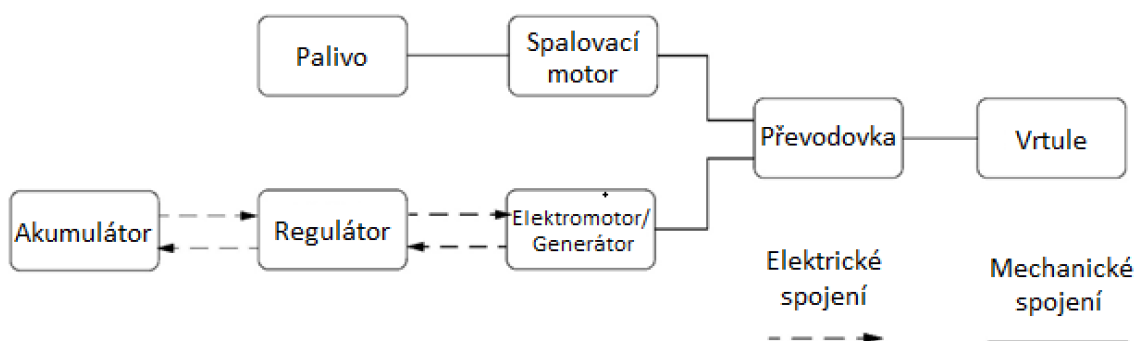 Palivo
Spalovací
motor
Převodovka
Vrtule
Akumulátor
Regulátor
Elektromotor/
Generátor
Elektrické
spojení
Mechanické
spojení